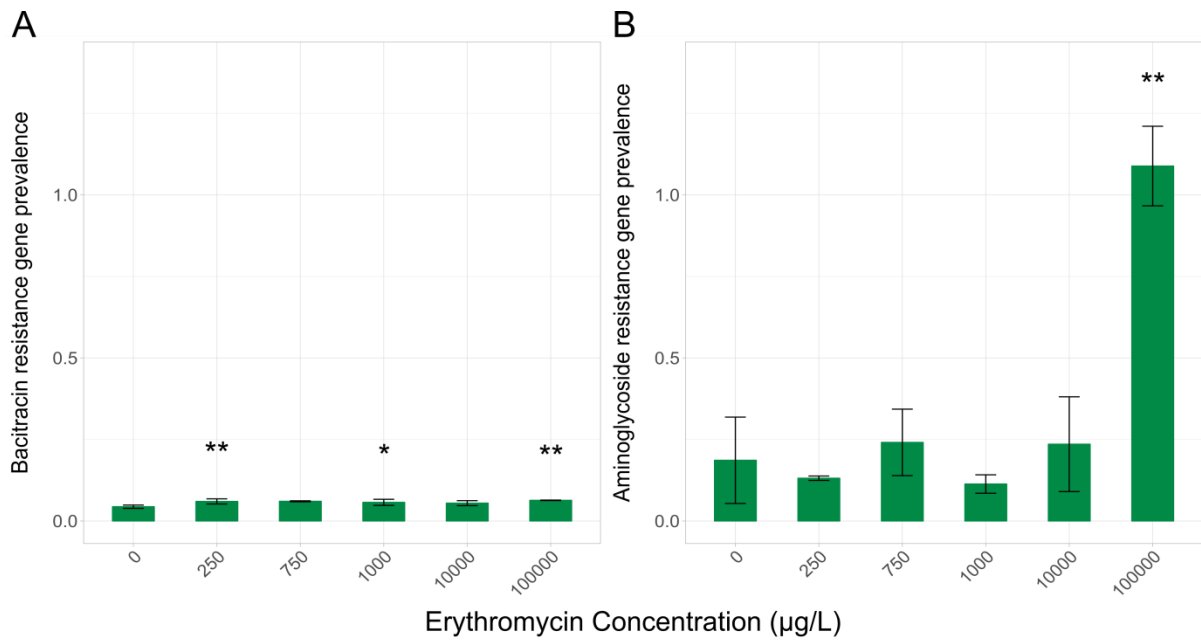 A
Bacitracin resistance gene prevalence
1.0
0.5
0.0
** * **
0 250 750 1000 10000 100000
B
Aminoglycoside resistance gene prevalence
1.0
0.5
0.0
**
0 250 750 1000 10000 100000
Erythromycin Concentration (µg/L)